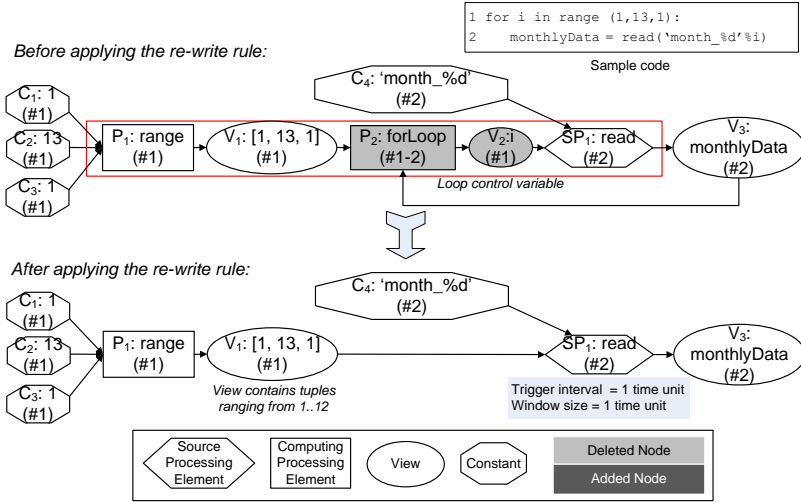 1 for i in range (1,13,1):
2 monthlyData = read(‘month_%d’%i)
Sample code
Before applying the re-write rule:
C4: ‘month_%d’
(#2)
C1: 1
(#1)
C2: 13
(#1)
C3: 1
(#1)
P1: range
(#1)
V1: [1, 13, 1]
(#1)
P2: forLoop
(#1-2)
V2:i
(#1)
SP1: read
(#2)
V3:
monthlyData
(#2)
Loop control variable
After applying the re-write rule:
C4: ‘month_%d’
(#2)
C1: 1
(#1)
C2: 13
(#1)
C3: 1
(#1)
P1: range
(#1)
V1: [1, 13, 1]
(#1)
SP1: read
(#2)
V3:
monthlyData
(#2)
View contains tuples
ranging from 1..12
Trigger interval = 1 time unit
Window size = 1 time unit
Source
Processing
Element
Computing
Processing
Element
View
Constant
Deleted Node
Added Node